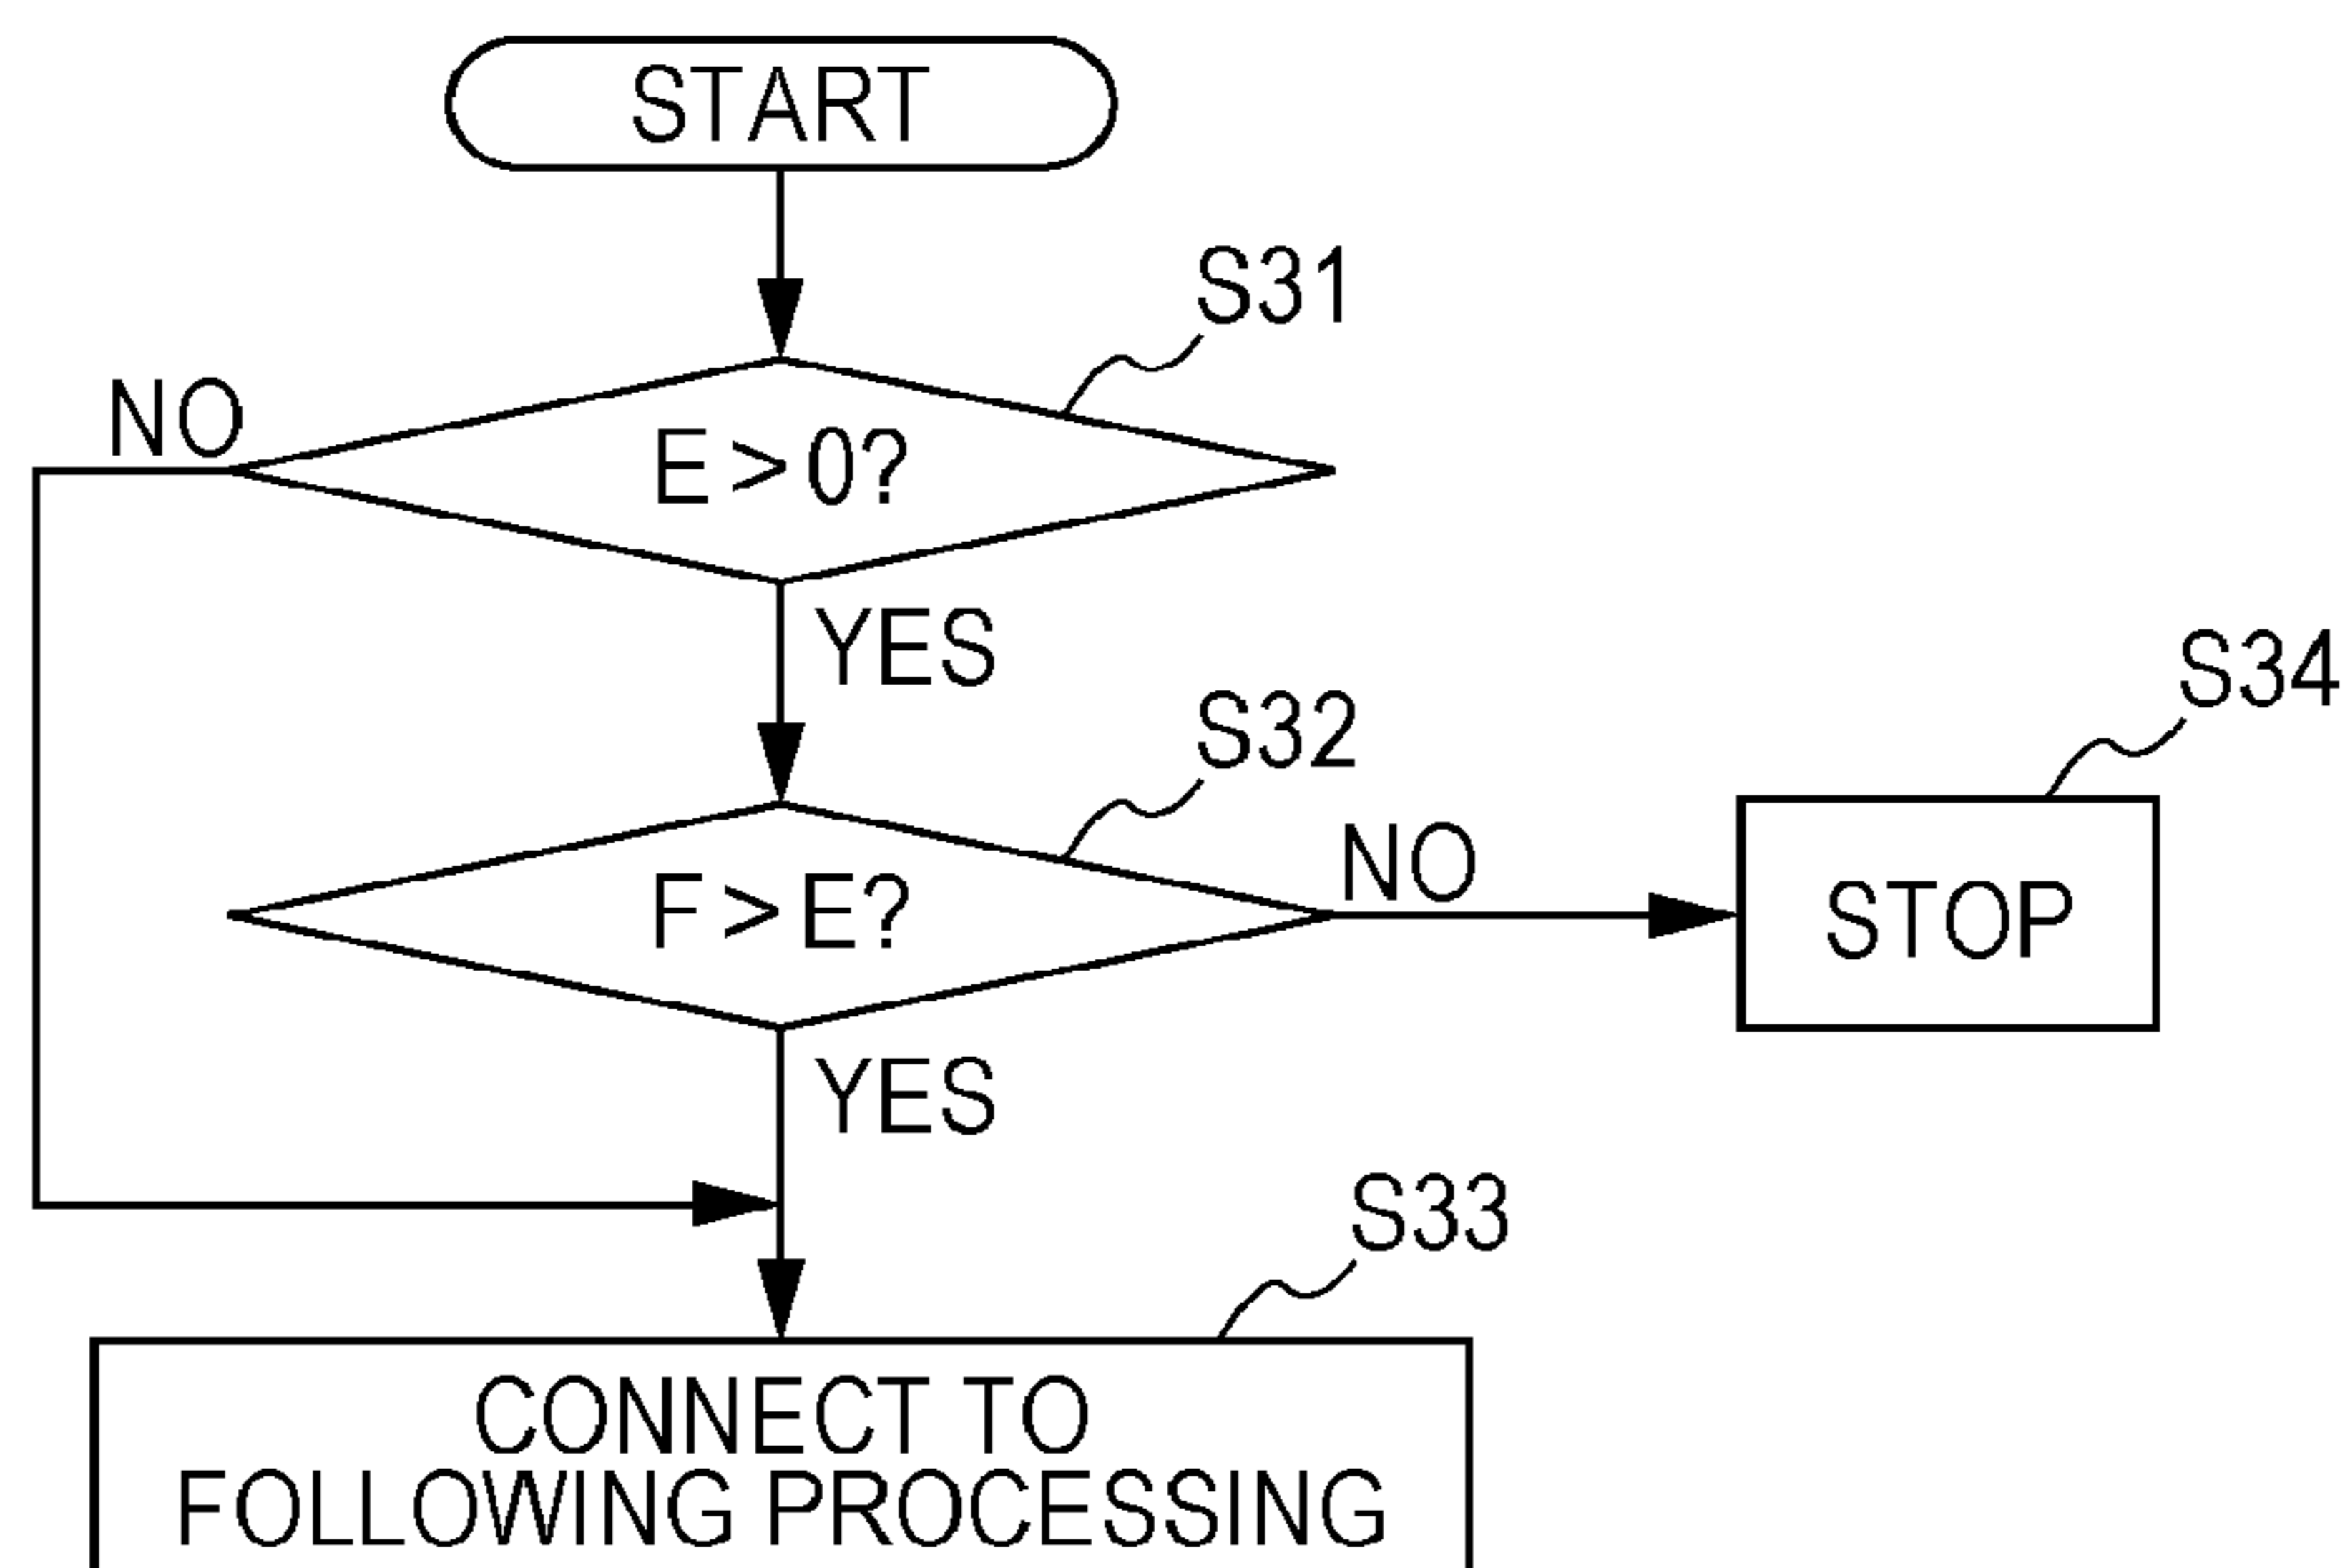 START
S31
NO
E > 0?
YES
S34
S32
NO
F > E?
STOP
YES
S33
CONNECT TO
FOLLOWING PROCESSING